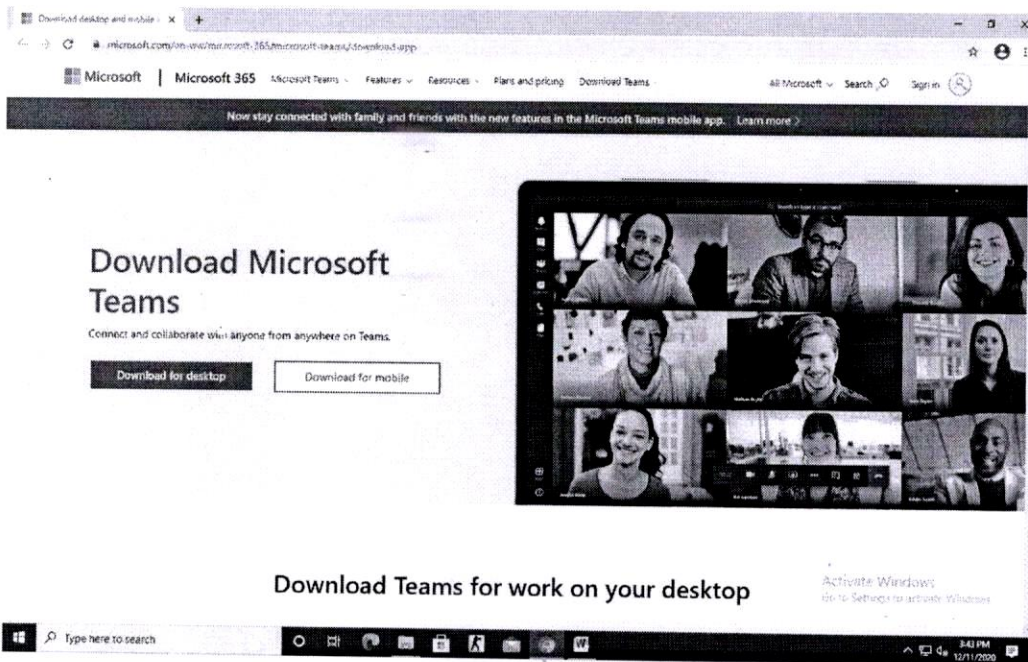 Download desktop and mobile
microsoft.com/en-ww/microsoft-365/microsoft-teams/download-app
Microsoft | Microsoft 365 Microsoft Teams Features Resources Plans and pricing Download Teams All Microsoft Search Sign in
Now stay connected with family and friends with the new features in the Microsoft Teams mobile app. Learn more >
Search or type a command
Download Microsoft
Teams
Connect and collaborate with anyone from anywhere on Teams.
Download for desktop Download for mobile
Download Teams for work on your desktop
Activate Windows
Go to Settings to activate Windows
Type here to search
W
3:43 PM
12/11/2020